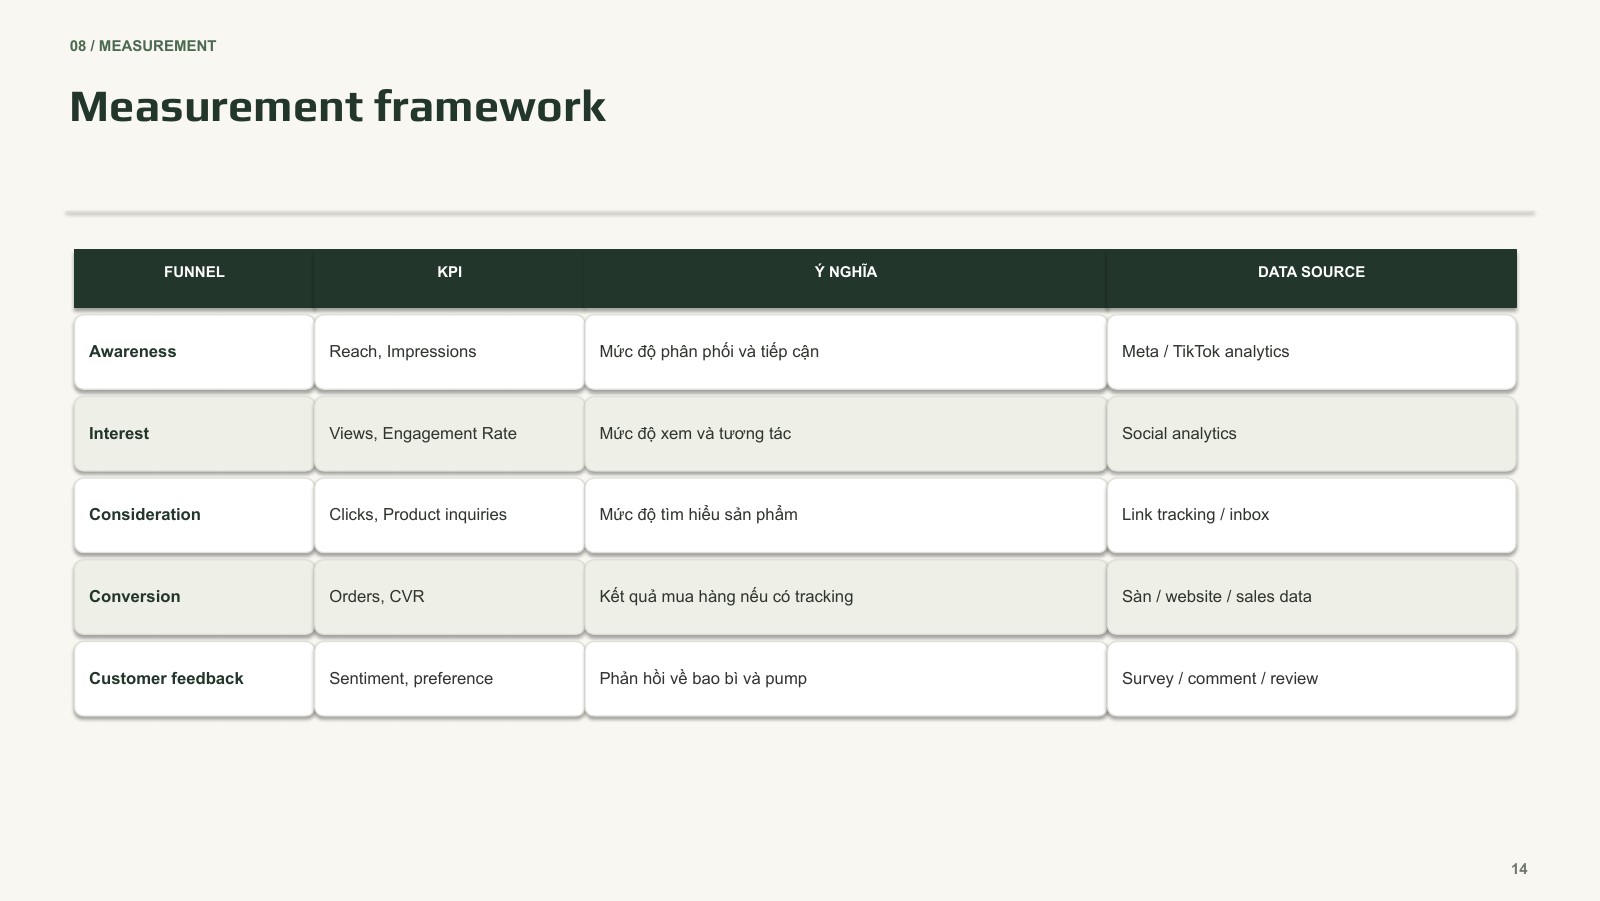 08 / MEASUREMENT
Measurement framework
FUNNEL KPI Ý NGHĨA DATA SOURCE
Awareness Reach, Impressions Mức độ phân phối và tiếp cận Meta / TikTok analytics
Interest Views, Engagement Rate Mức độ xem và tương tác Social analytics
Consideration Clicks, Product inquiries Mức độ tìm hiểu sản phẩm Link tracking / inbox
Conversion Orders, CVR Kết quả mua hàng nếu có tracking Sàn / website / sales data
Customer feedback Sentiment, preference Phản hồi về bao bì và pump Survey / comment / review
14